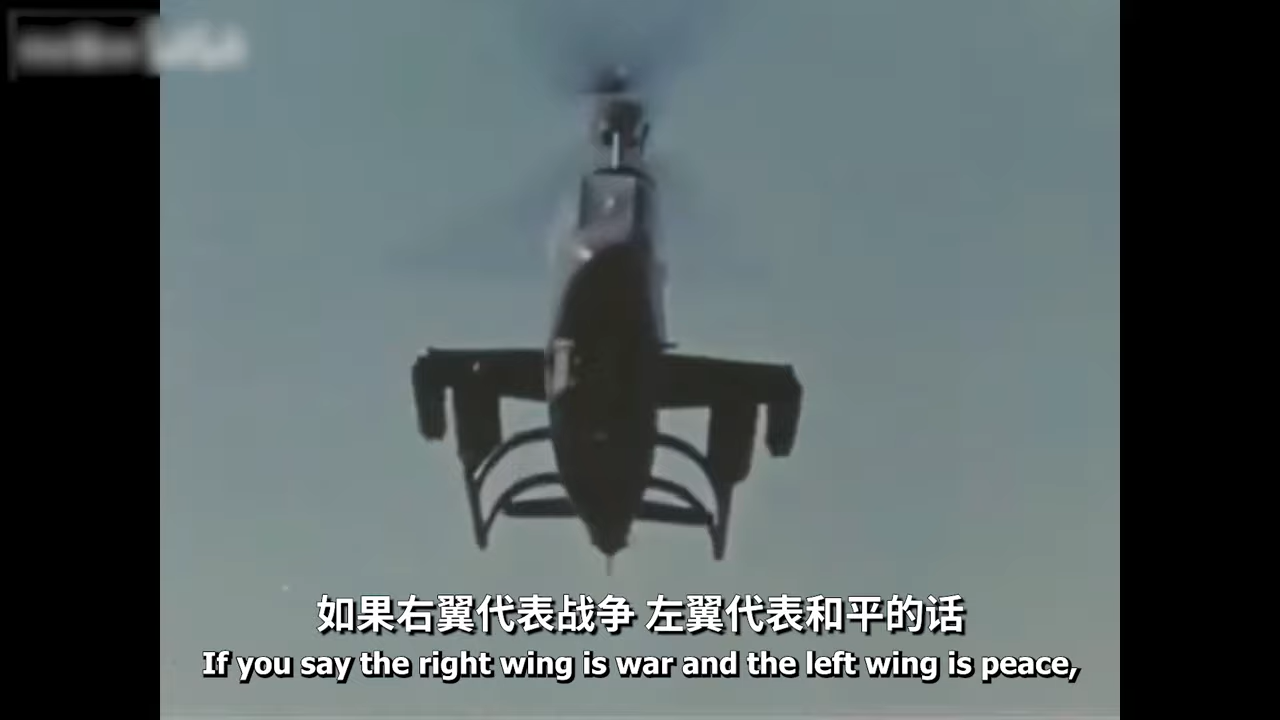 如果右翼代表战争 左翼代表和平的话
If you say the right wing is war and the left wing is peace,